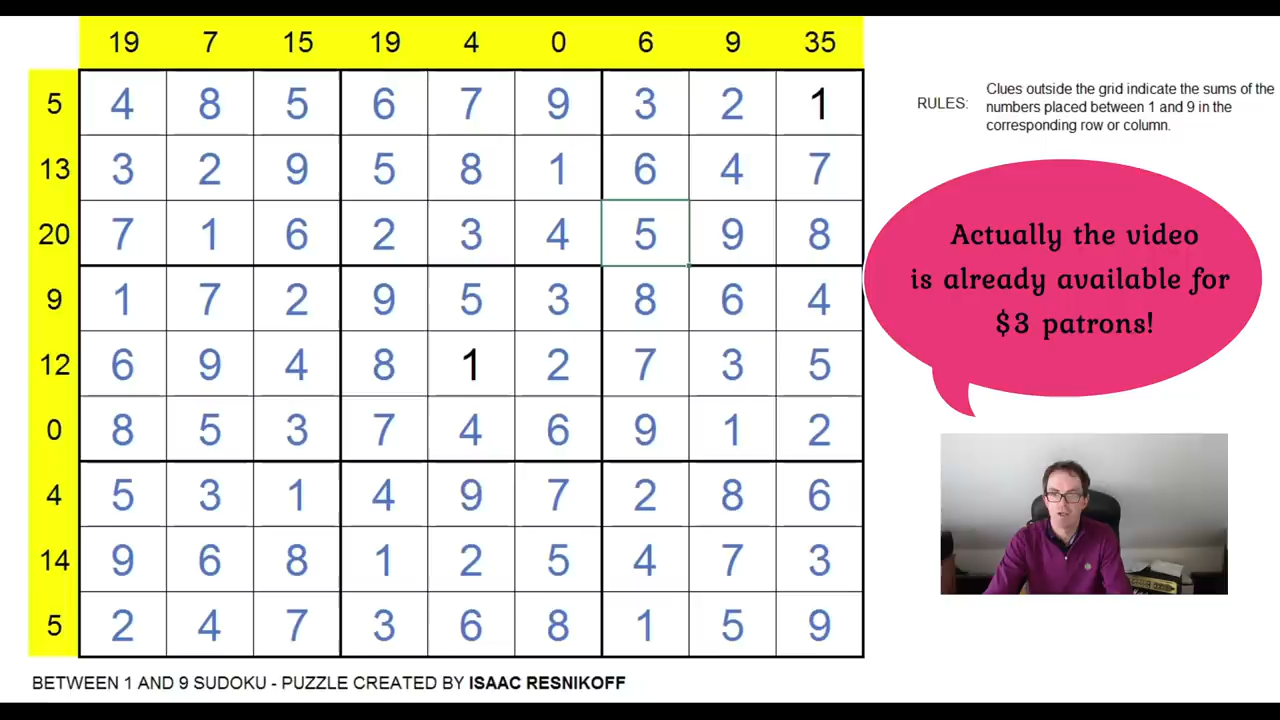 19 7 15 19 4 0 6 9 35
5 4 8 5 6 7 9 3 2 1
13 3 2 9 5 8 1 6 4 7
20 7 1 6 2 3 4 5 9 8
9 1 7 2 9 5 3 8 6 4
12 6 9 4 8 1 2 7 3 5
0 8 5 3 7 4 6 9 1 2
4 5 3 1 4 9 7 2 8 6
14 9 6 8 1 2 5 4 7 3
5 2 4 7 3 6 8 1 5 9
BETWEEN 1 AND 9 SUDOKU - PUZZLE CREATED BY ISAAC RESNIKOFF
RULES:
Clues outside the grid indicate the sums of the
numbers placed between 1 and 9 in the
corresponding row or column.
Actually the video
is already available for
$3 patrons!